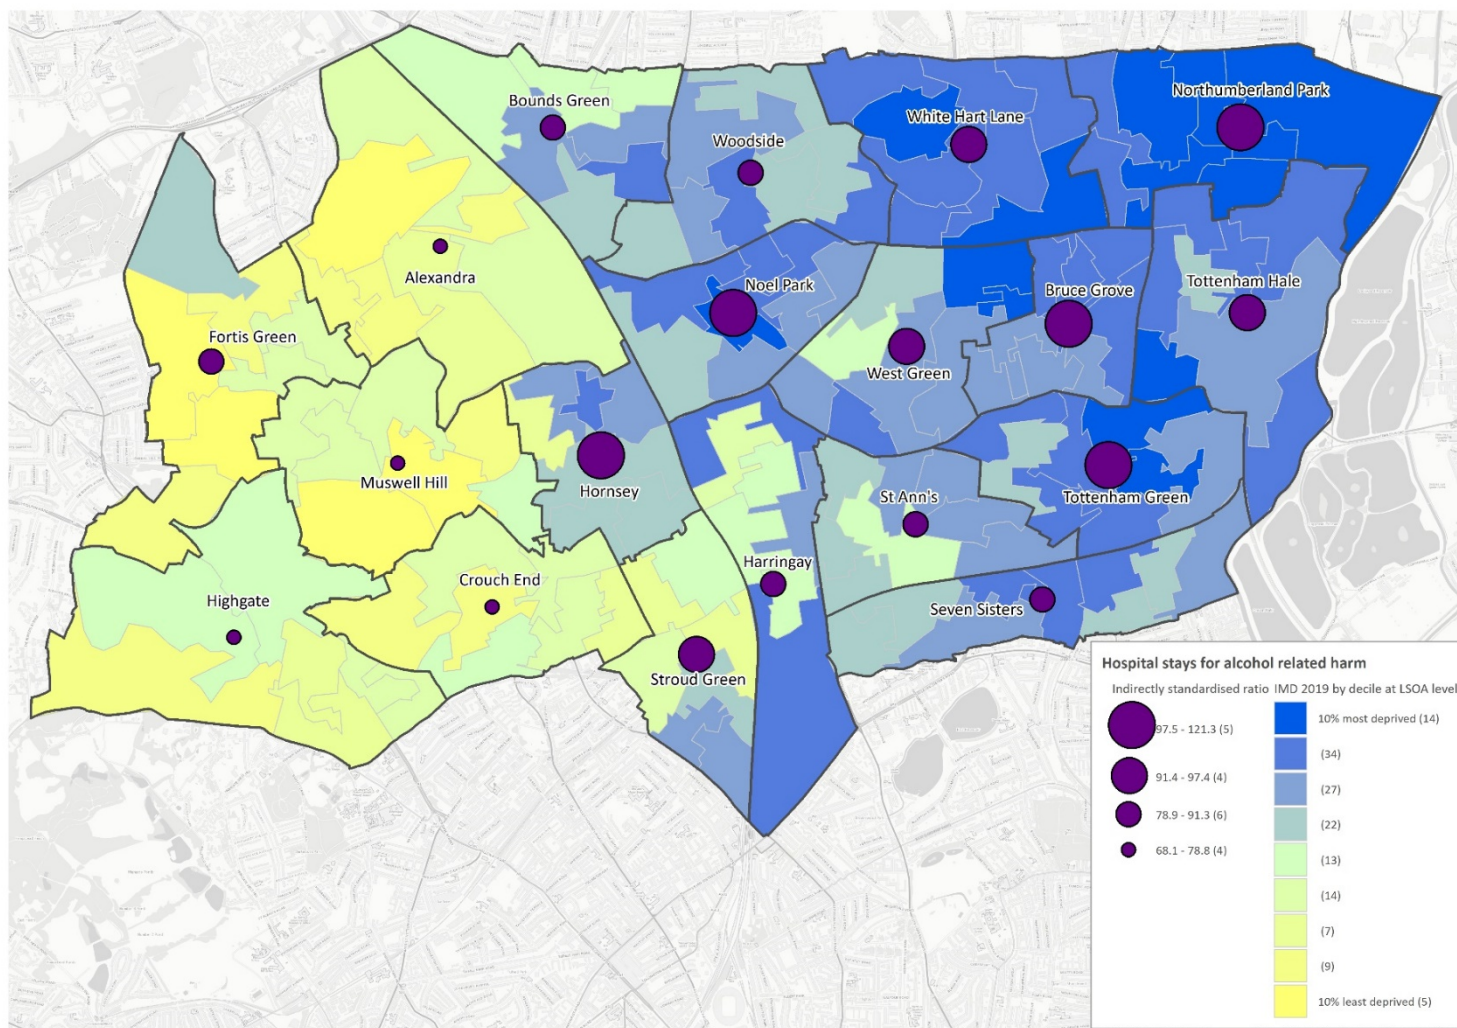 Northumberland Park
Bounds Green
White Hart Lane
Woodside
Alexandra
Noel Park
Tottenham Hale
Bruce Grove
Fortis Green
West Green
Muswell Hill
Hornsey
St Ann's
Tottenham Green
Harringay
Crouch End
Highgate
Seven Sisters
Stroud Green
Hospital stays for alcohol related harm
Indirectly standardised ratio
97.5 - 121.3 (5)
91.4 - 97.4 (4)
78.9 - 91.3 (6)
68.1 - 78.8 (4)
IMD 2019 by decile at LSOA level
10% most deprived (14)
(34)
(27)
(22)
(13)
(14)
(7)
(9)
10% least deprived (5)